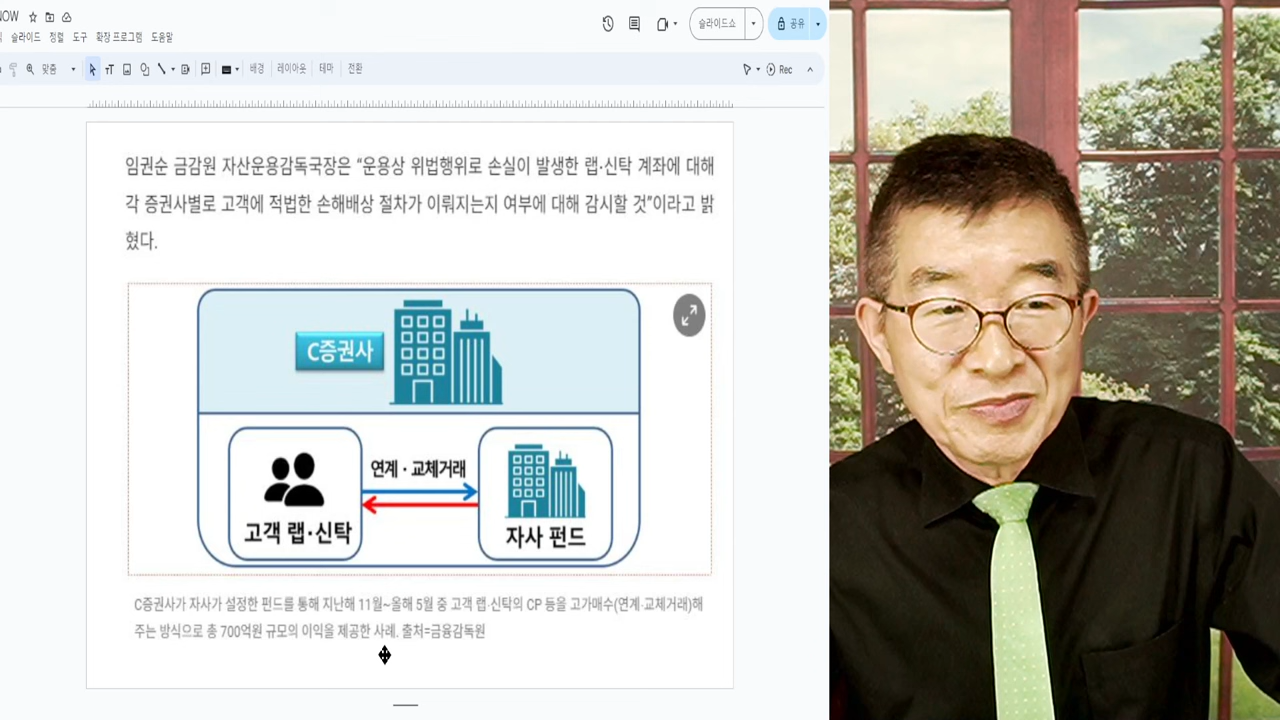 NOW
슬라이드 정렬 도구 확장 프로그램 도움말
슬라이드쇼
공유
맞춤
배경 레이아웃 테마 전환
Rec
임권순 금감원 자산운용감독국장은 “운용상 위법행위로 손실이 발생한 랩·신탁 계좌에 대해
각 증권사별로 고객에 적법한 손해배상 절차가 이뤄지는지 여부에 대해 감시할 것”이라고 밝
혔다.
C증권사
연계·교체거래
고객 랩·신탁
자사 펀드
C증권사가 자사가 설정한 펀드를 통해 지난해 11월~올해 5월 중 고객 랩·신탁의 CP 등을 고가매수(연계·교체거래)해
주는 방식으로 총 700억원 규모의 이익을 제공한 사례. 출처=금융감독원